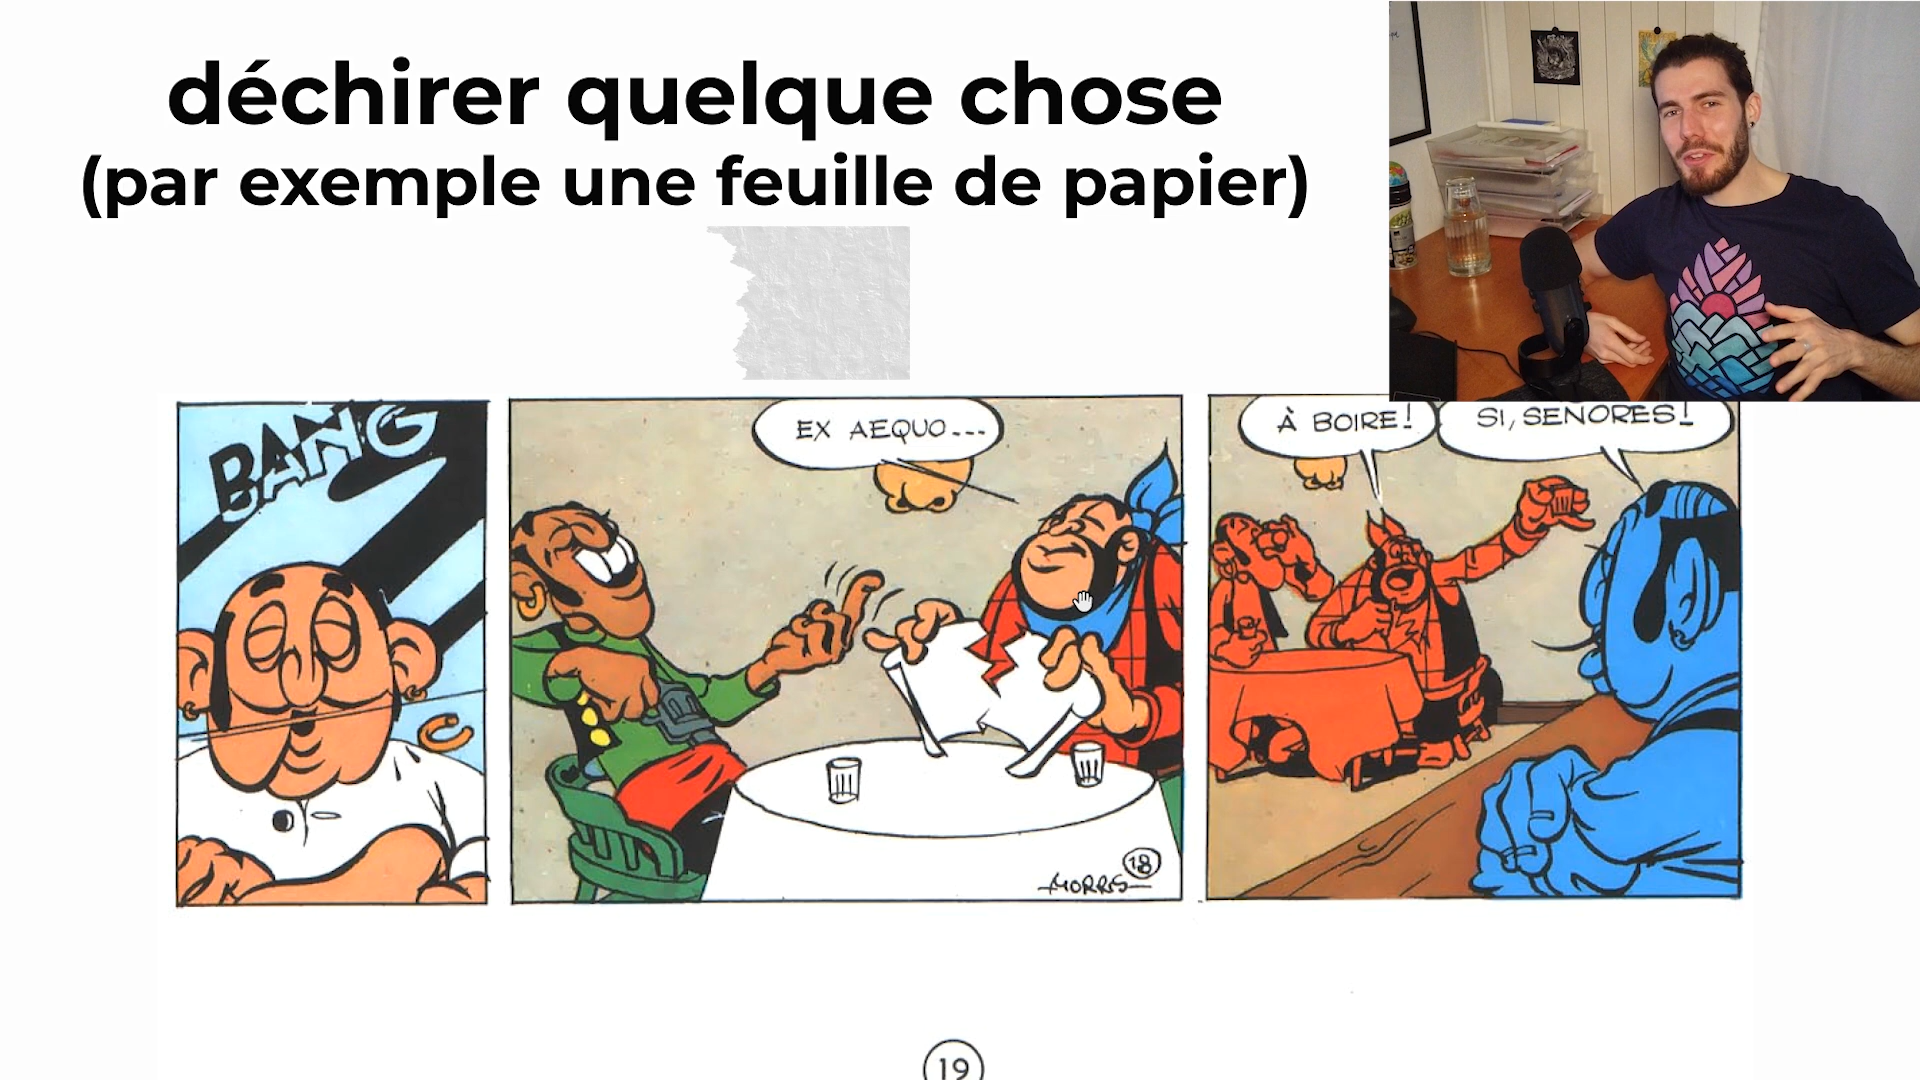 déchirer quelque chose
(par exemple une feuille de papier)
BANG
EX AEQUO...
À BOIRE!
SI, SENORES!
MORRIS
18
19